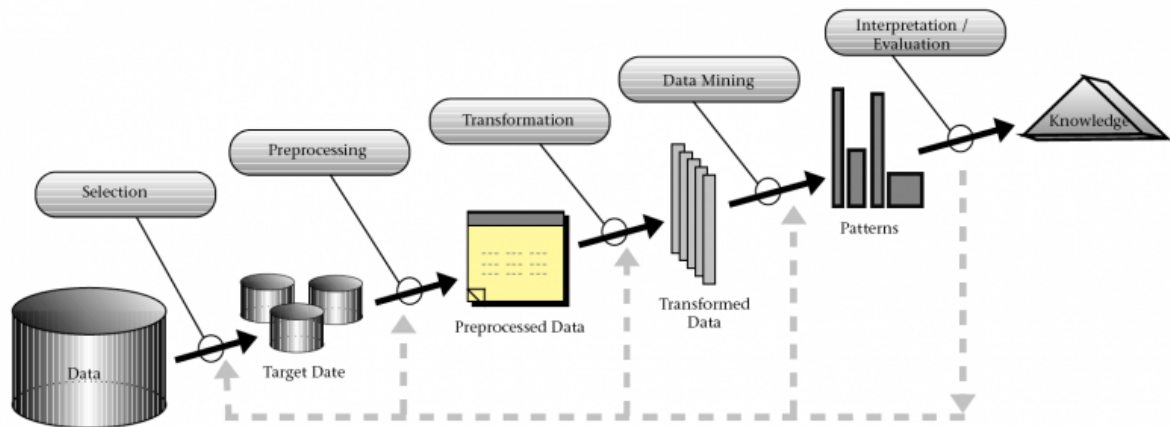 Interpretation /
Evaluation
Data Mining
Transformation
Preprocessing
Selection
Data
Target Date
Preprocessed Data
Transformed
Data
Patterns
Knowledge